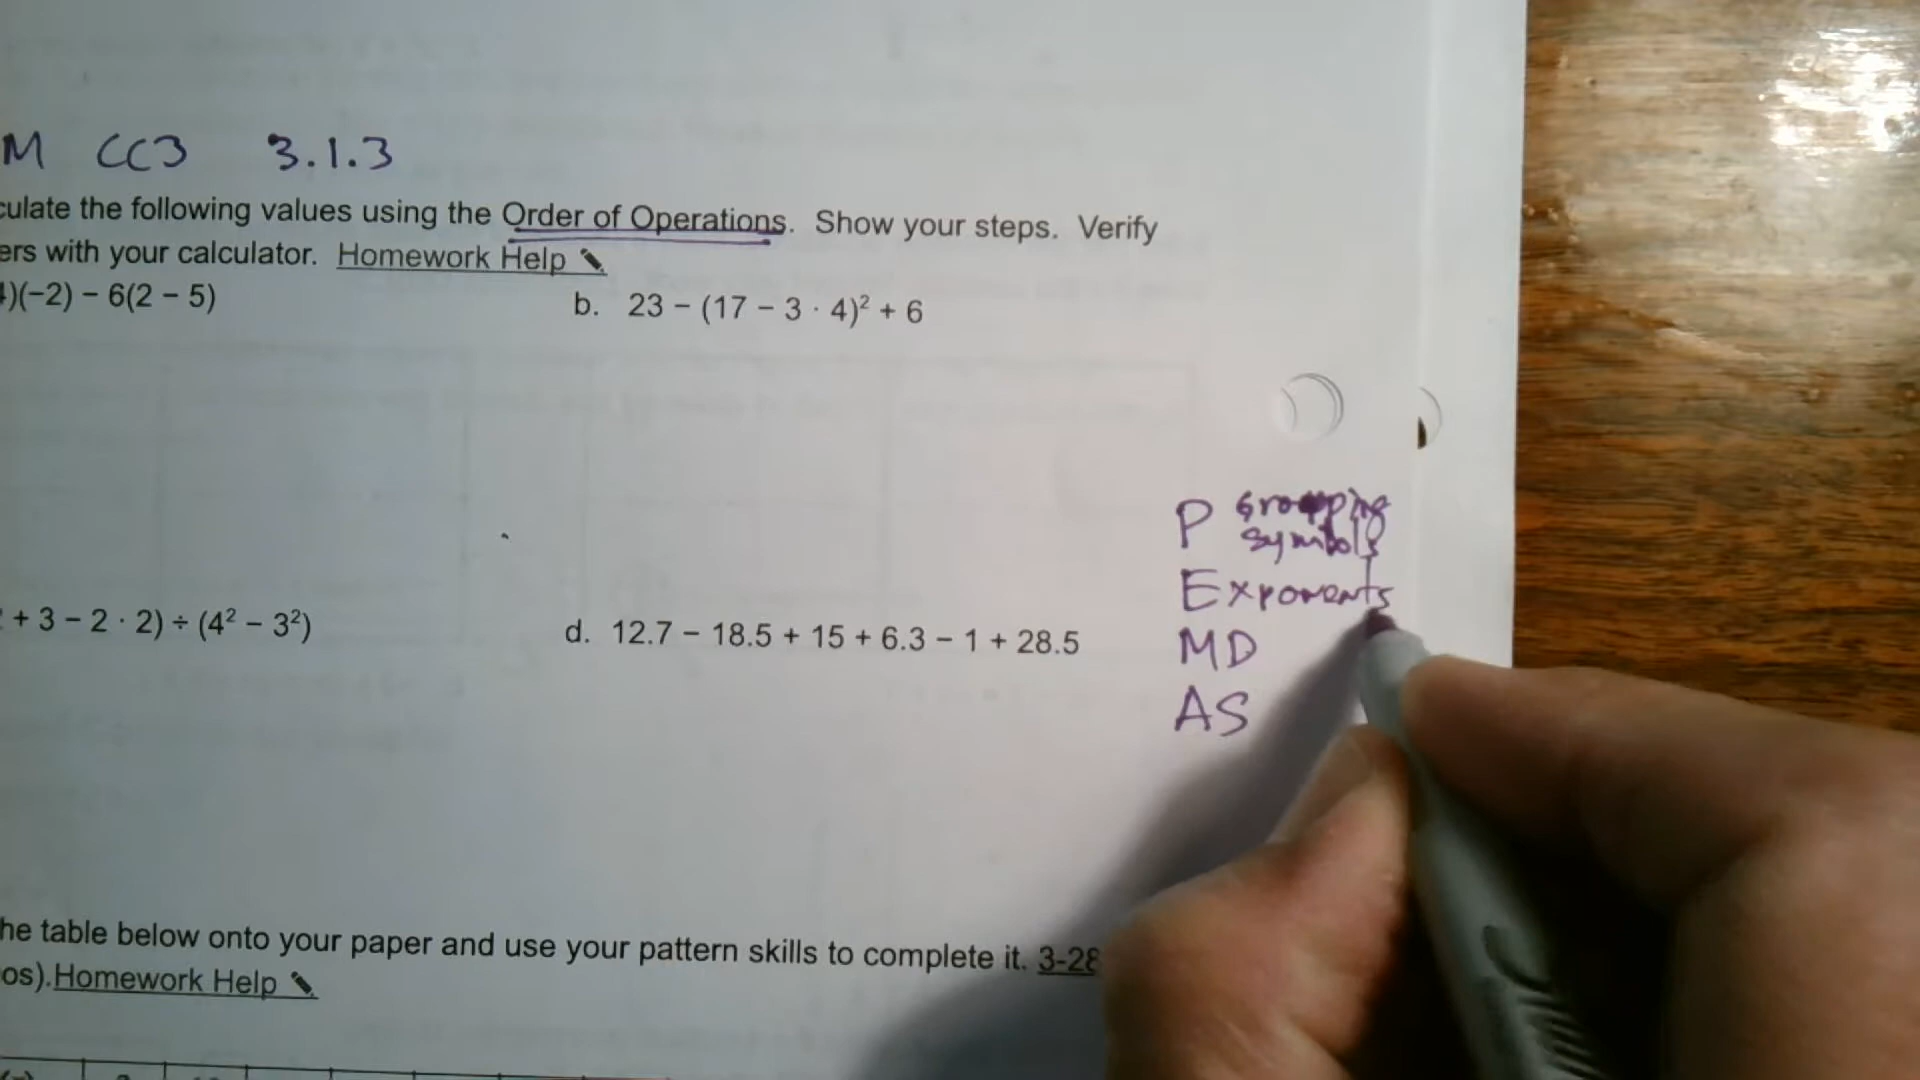 M CC3 3.1.3
culate the following values using the Order of Operations. Show your steps. Verify
ers with your calculator. Homework Help ✎
)(−2) − 6(2 − 5)
b. 23 − (17 − 3 · 4)² + 6
P Grouping
symbols
Exponents
MD
AS
+ 3 − 2 · 2) ÷ (4² − 3²)
d. 12.7 − 18.5 + 15 + 6.3 − 1 + 28.5
he table below onto your paper and use your pattern skills to complete it. 3-28
os).Homework Help ✎